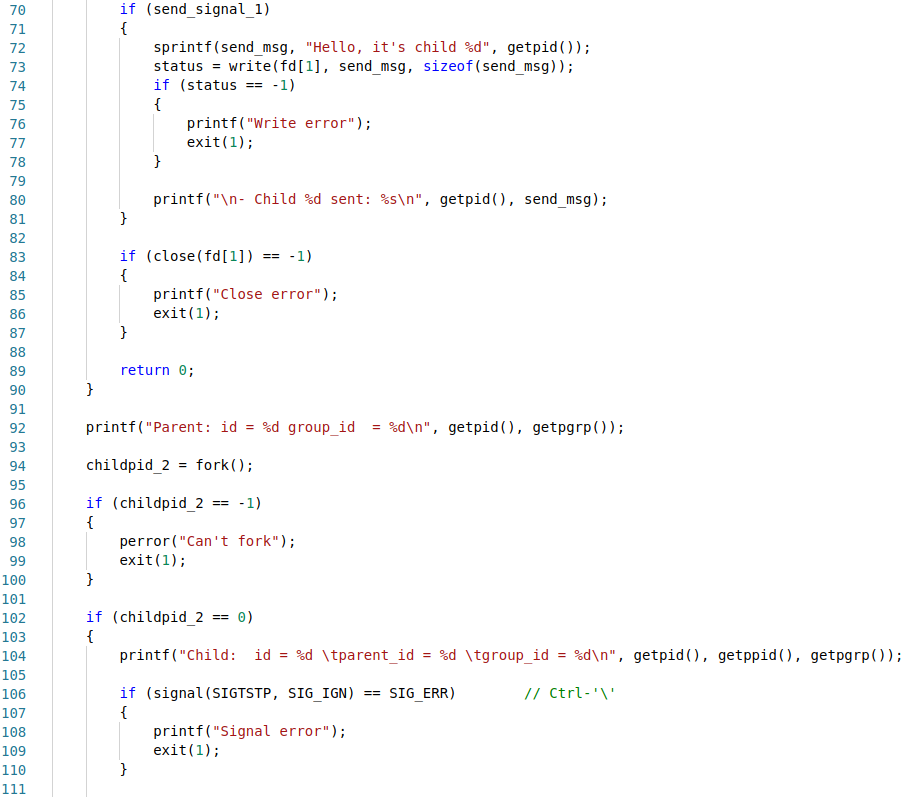 70 if (send_signal_1)
71 {
72 sprintf(send_msg, "Hello, it's child %d", getpid());
73 status = write(fd[1], send_msg, sizeof(send_msg));
74 if (status == -1)
75 {
76 printf("Write error");
77 exit(1);
78 }
79
80 printf("\n- Child %d sent: %s\n", getpid(), send_msg);
81 }
82
83 if (close(fd[1]) == -1)
84 {
85 printf("Close error");
86 exit(1);
87 }
88
89 return 0;
90 }
91
92 printf("Parent: id = %d group_id  = %d\n", getpid(), getpgrp());
93
94 childpid_2 = fork();
95
96 if (childpid_2 == -1)
97 {
98 perror("Can't fork");
99 exit(1);
100 }
101
102 if (childpid_2 == 0)
103 {
104 printf("Child:  id = %d \tparent_id = %d \tgroup_id = %d\n", getpid(), getppid(), getpgrp());
105
106 if (signal(SIGTSTP, SIG_IGN) == SIG_ERR)        // Ctrl-'\'
107 {
108 printf("Signal error");
109 exit(1);
110 }
111